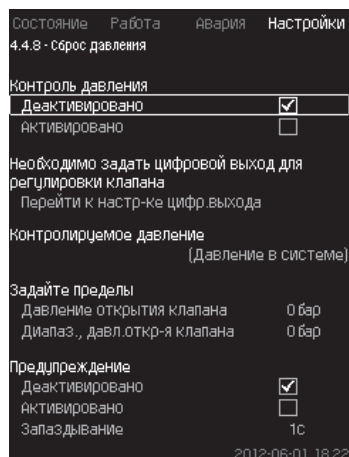 Состояние Работа Авария Настройки
4.4.8 - Сброс давления
Контроль давления
Деактивировано
Активировано
Необходимо задать цифровой выход для
регулировки клапана
Перейти к настр-ке цифр.выхода
Контролируемое давление
(Давление в системе)
Задайте пределы
Давление открытия клапана 0 бар
Диапаз., давл.откр-я клапана 0 бар
Предупреждение
Деактивировано
Активировано
Запаздывание 1с
2012-06-01 18:22